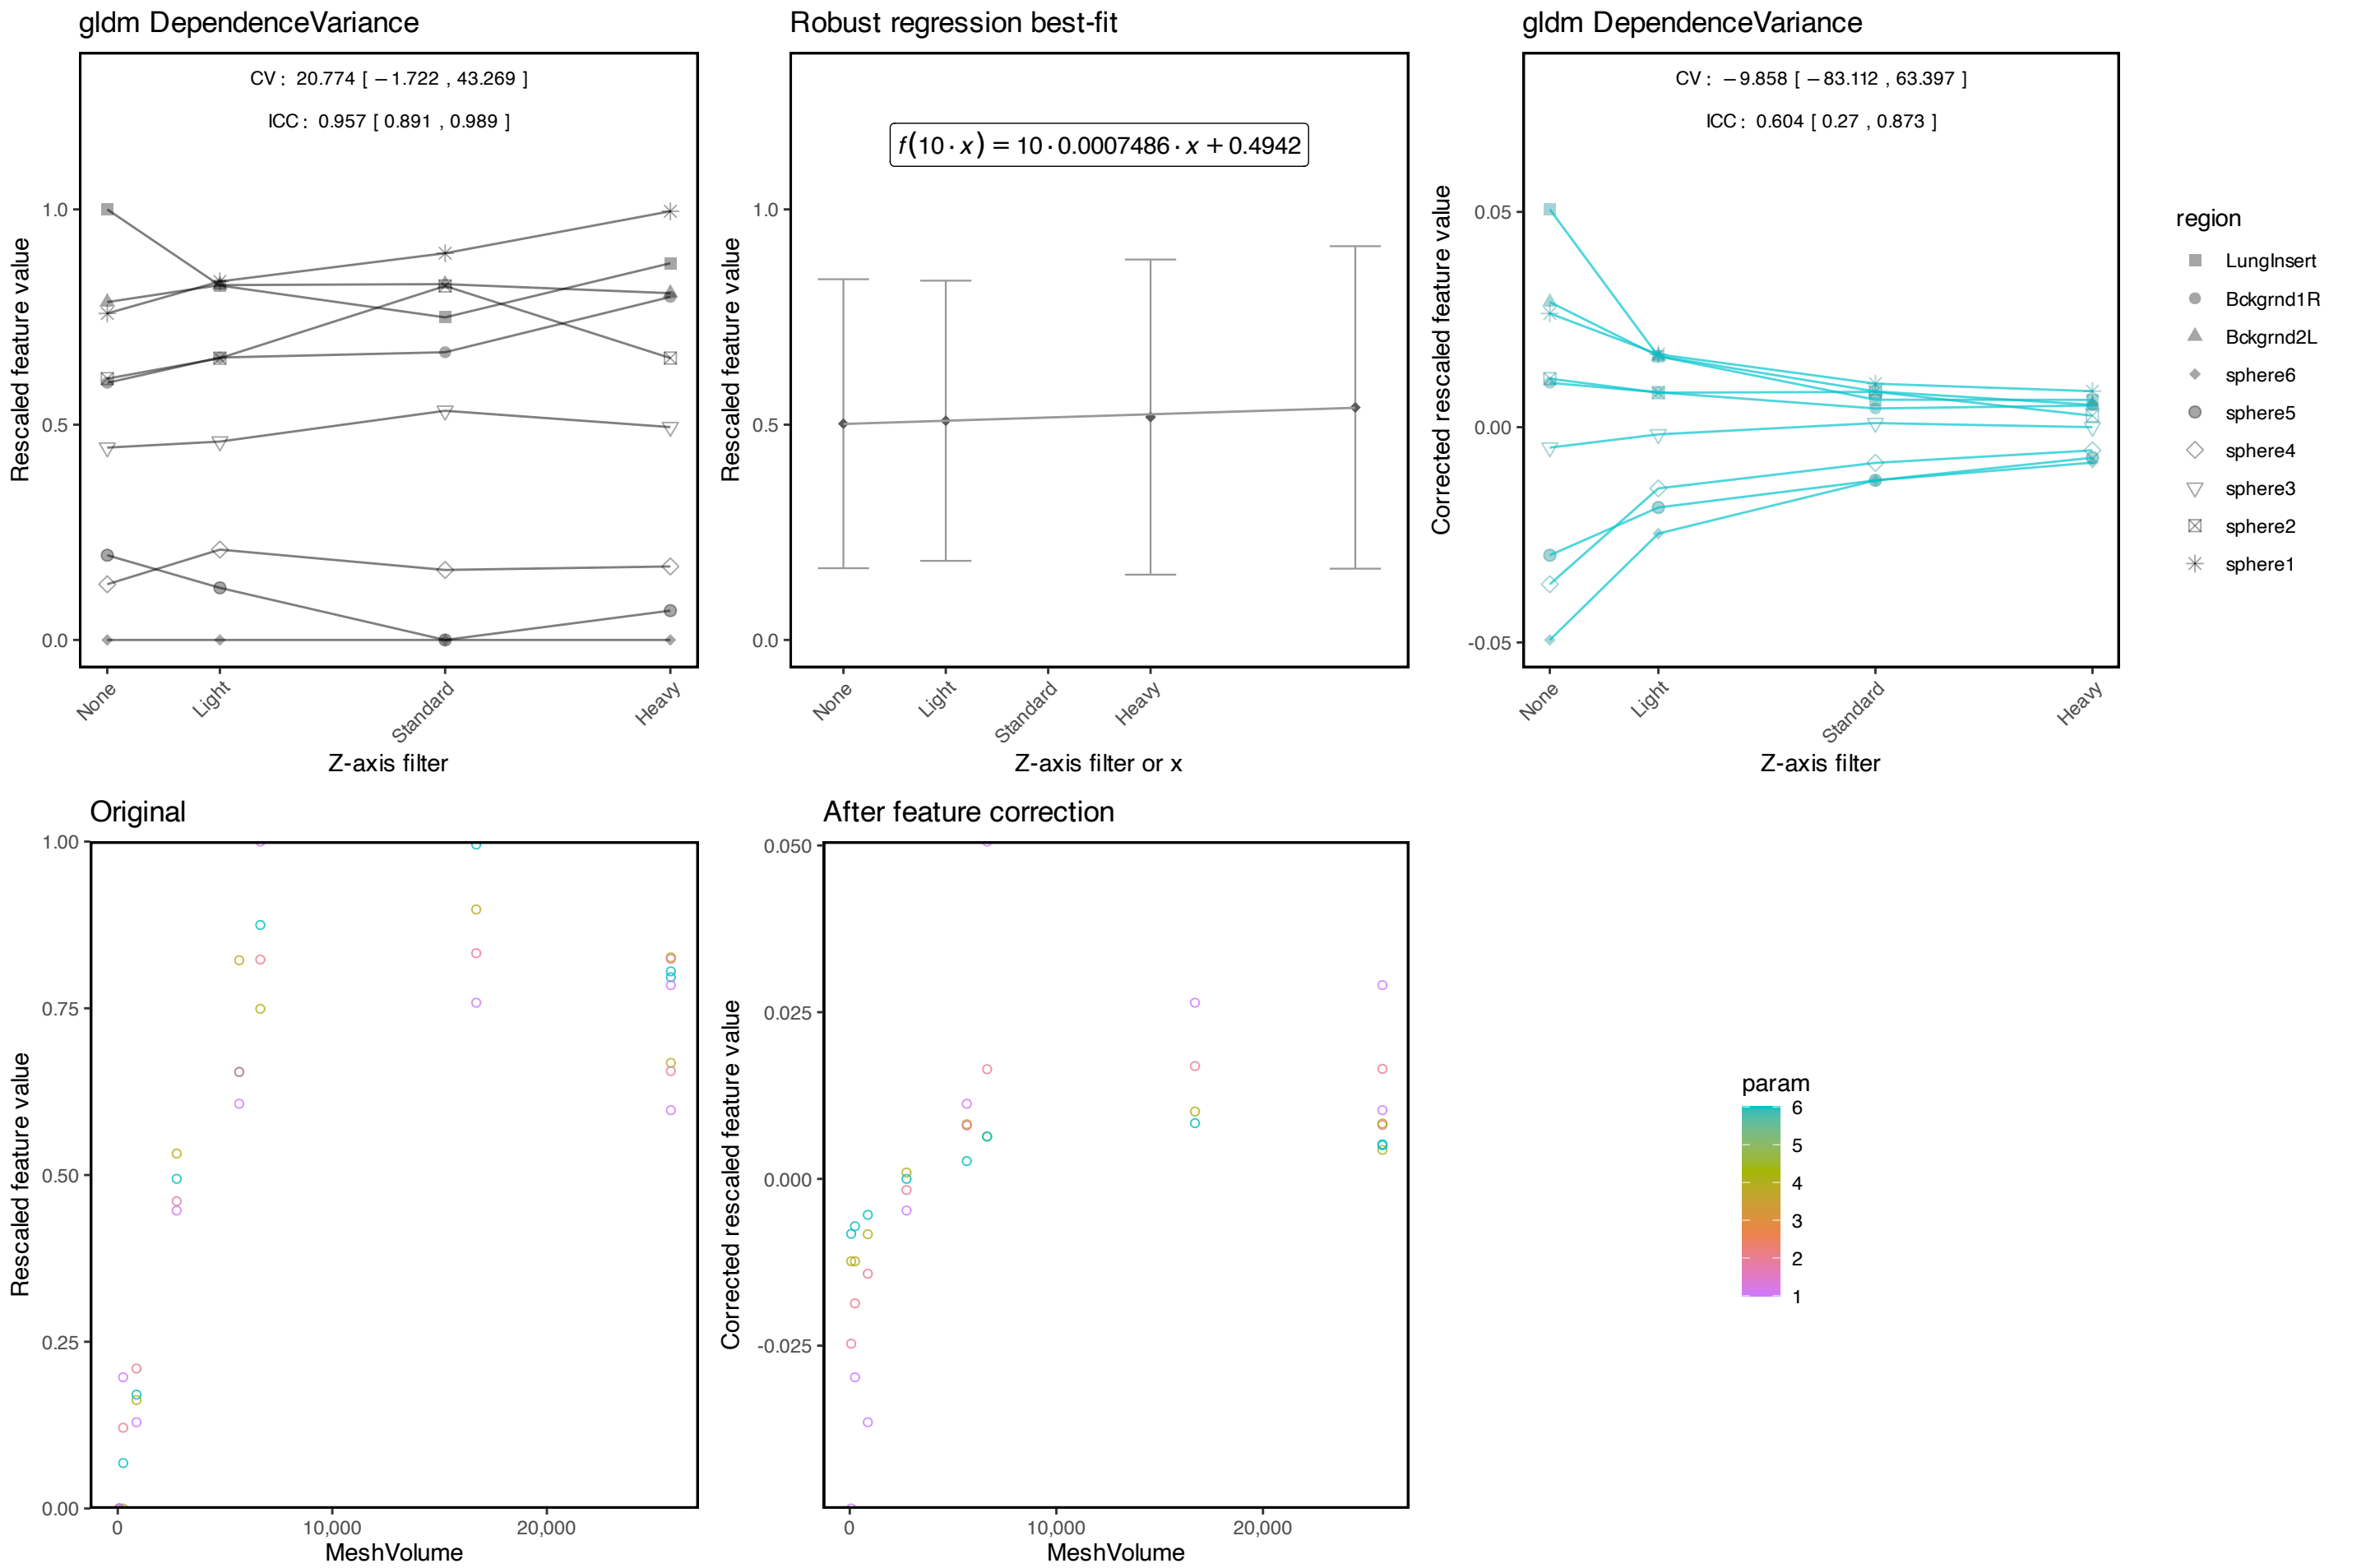 gldm DependenceVariance
CV : 20.774 [ − 1.722 , 43.269 ]
ICC : 0.957 [ 0.891 , 0.989 ]
Rescaled feature value
1.0
0.5
0.0
None
Light
Standard
Heavy
Z-axis filter
Robust regression best-fit
f(10 · x) = 10 · 0.0007486 · x + 0.4942
Rescaled feature value
1.0
0.5
0.0
None
Light
Standard
Heavy
Z-axis filter or x
gldm DependenceVariance
CV : − 9.858 [ − 83.112 , 63.397 ]
ICC : 0.604 [ 0.27 , 0.873 ]
Corrected rescaled feature value
0.05
0.00
-0.05
None
Light
Standard
Heavy
Z-axis filter
region
LungInsert
Bckgrnd1R
Bckgrnd2L
sphere6
sphere5
sphere4
sphere3
sphere2
sphere1
Original
Rescaled feature value
1.00
0.75
0.50
0.25
0.00
0
10,000
20,000
MeshVolume
After feature correction
Corrected rescaled feature value
0.050
0.025
0.000
-0.025
0
10,000
20,000
MeshVolume
param
6
5
4
3
2
1